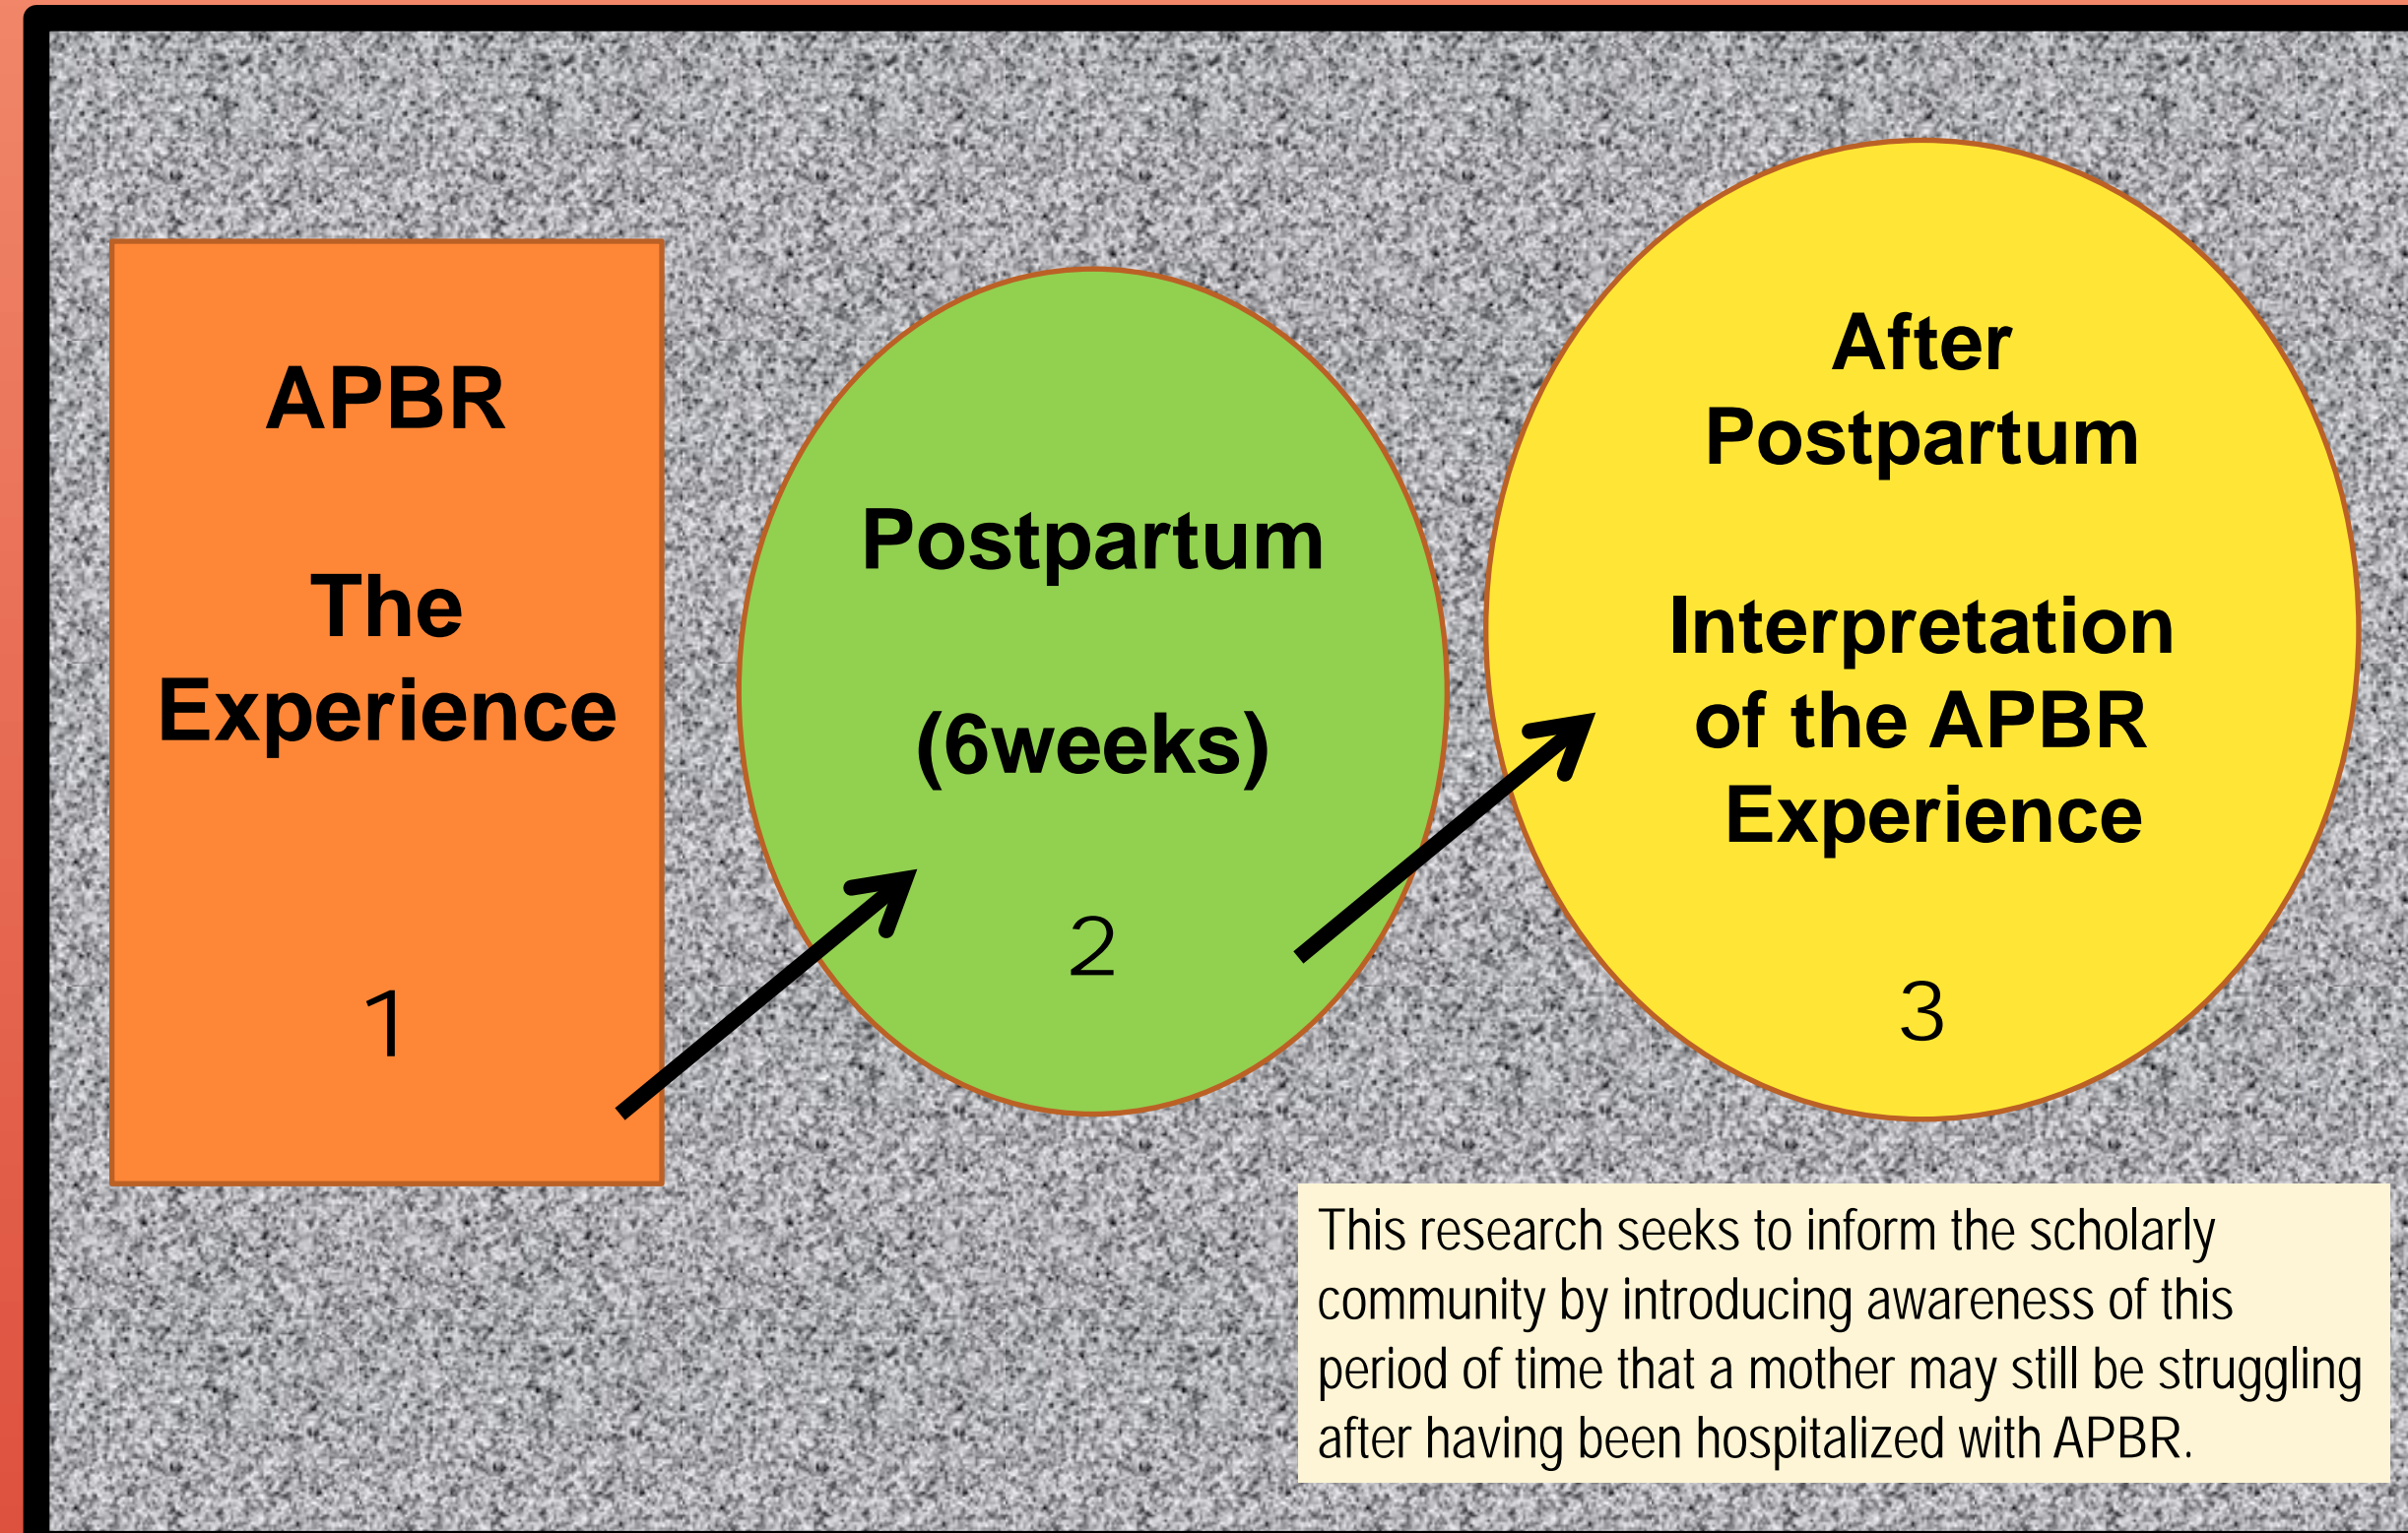 APBR
The
Experience
1
Postpartum
(6weeks)
2
After
Postpartum
Interpretation
of the APBR
Experience
3
This research seeks to inform the scholarly
community by introducing awareness of this
period of time that a mother may still be struggling
after having been hospitalized with APBR.